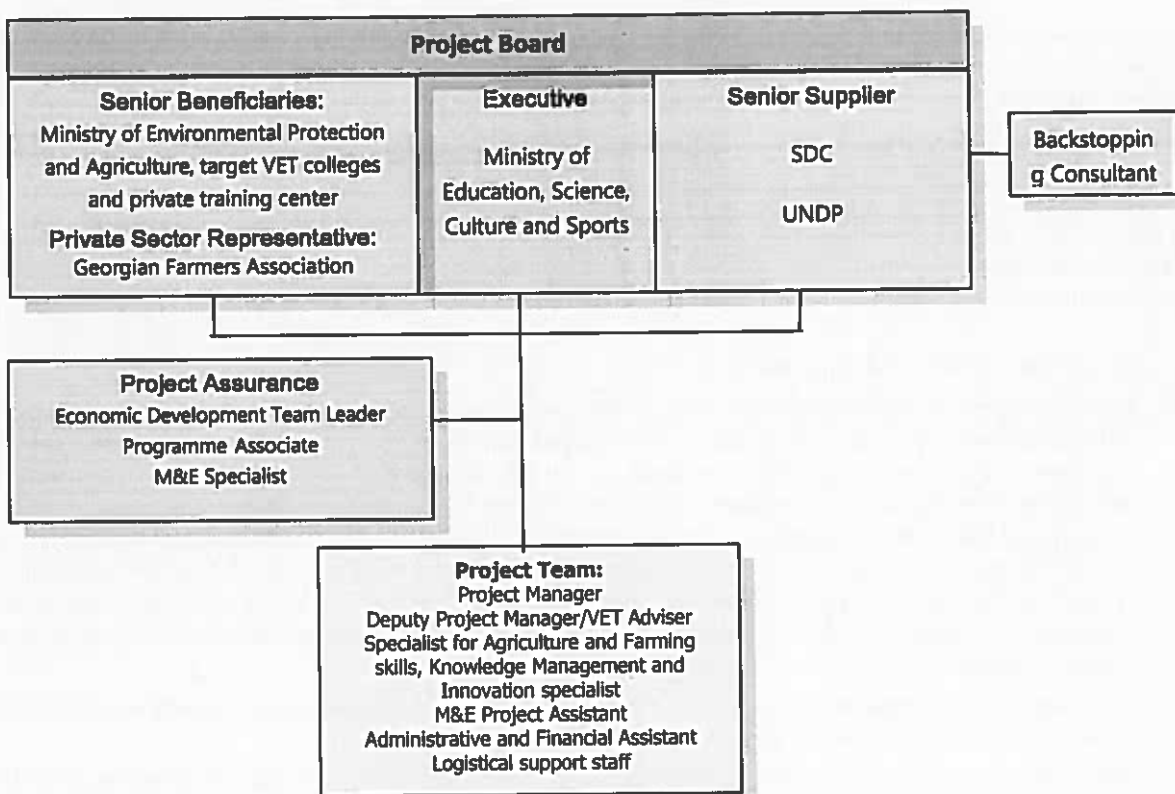 Project Board
Senior Beneficiaries:
Ministry of Environmental Protection
and Agriculture, target VET colleges
and private training center
Private Sector Representative:
Georgian Farmers Association
Executive
Ministry of
Education, Science,
Culture and Sports
Senior Supplier
SDC
UNDP
Backstoppin
g Consultant
Project Assurance
Economic Development Team Leader
Programme Associate
M&E Specialist
Project Team:
Project Manager
Deputy Project Manager/VET Adviser
Specialist for Agriculture and Farming
skills, Knowledge Management and
Innovation specialist
M&E Project Assistant
Administrative and Financial Assistant
Logistical support staff